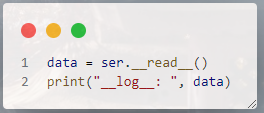 1 data = ser.__read__()
2 print("__log__: ", data)